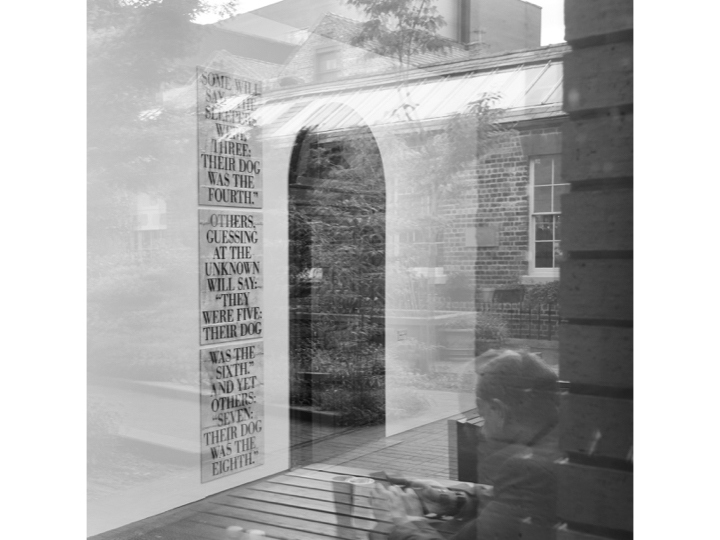 SOME WILL
SAY: "THE
SLEEPERS
WERE
THREE:
THEIR DOG
WAS THE
FOURTH."
OTHERS,
GUESSING
AT THE
UNKNOWN
WILL SAY:
"THEY
WERE FIVE:
THEIR DOG
WAS THE
SIXTH."
AND YET
OTHERS:
"SEVEN:
THEIR DOG
WAS THE
EIGHTH."